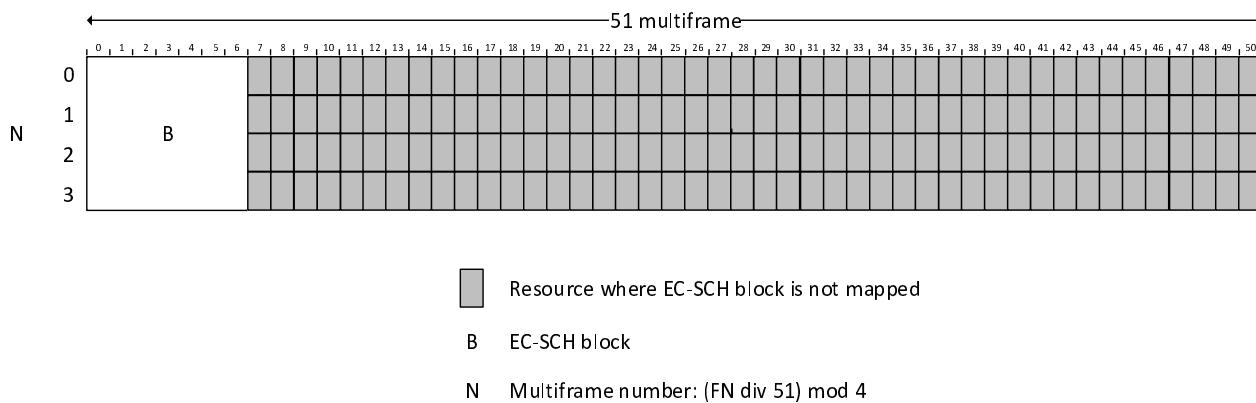 51 multiframe
0 1 2 3 4 5 6 7 8 9 10 11 12 13 14 15 16 17 18 19 20 21 22 23 24 25 26 27 28 29 30 31 32 33 34 35 36 37 38 39 40 41 42 43 44 45 46 47 48 49 50
0
1
N B
2
3
Resource where EC-SCH block is not mapped
B EC-SCH block
N Multiframe number: (FN div 51) mod 4